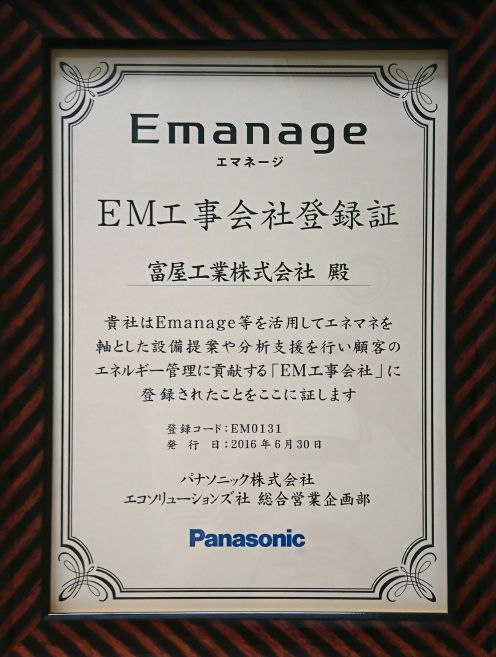 Emanage
エマネージ
EM工事会社登録証
富屋工業株式会社 殿
貴社はEmanage等を活用してエネマネを
軸とした設備提案や分析支援を行い顧客の
エネルギー管理に貢献する「EM工事会社」に
登録されたことをここに証します
登録コード：EM0131
発 行 日：2016年6月30日
パナソニック株式会社
エコソリューションズ社 総合営業企画部
Panasonic